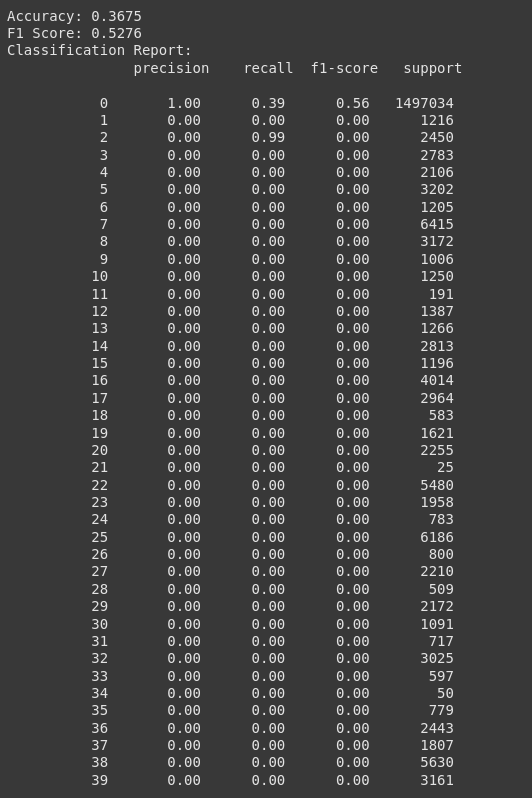 Accuracy: 0.3675
F1 Score: 0.5276
Classification Report:
precision recall f1-score support
0 1.00 0.39 0.56 1497034
1 0.00 0.00 0.00 1216
2 0.00 0.99 0.00 2450
3 0.00 0.00 0.00 2783
4 0.00 0.00 0.00 2106
5 0.00 0.00 0.00 3202
6 0.00 0.00 0.00 1205
7 0.00 0.00 0.00 6415
8 0.00 0.00 0.00 3172
9 0.00 0.00 0.00 1006
10 0.00 0.00 0.00 1250
11 0.00 0.00 0.00 191
12 0.00 0.00 0.00 1387
13 0.00 0.00 0.00 1266
14 0.00 0.00 0.00 2813
15 0.00 0.00 0.00 1196
16 0.00 0.00 0.00 4014
17 0.00 0.00 0.00 2964
18 0.00 0.00 0.00 583
19 0.00 0.00 0.00 1621
20 0.00 0.00 0.00 2255
21 0.00 0.00 0.00 25
22 0.00 0.00 0.00 5480
23 0.00 0.00 0.00 1958
24 0.00 0.00 0.00 783
25 0.00 0.00 0.00 6186
26 0.00 0.00 0.00 800
27 0.00 0.00 0.00 2210
28 0.00 0.00 0.00 509
29 0.00 0.00 0.00 2172
30 0.00 0.00 0.00 1091
31 0.00 0.00 0.00 717
32 0.00 0.00 0.00 3025
33 0.00 0.00 0.00 597
34 0.00 0.00 0.00 50
35 0.00 0.00 0.00 779
36 0.00 0.00 0.00 2443
37 0.00 0.00 0.00 1807
38 0.00 0.00 0.00 5630
39 0.00 0.00 0.00 3161